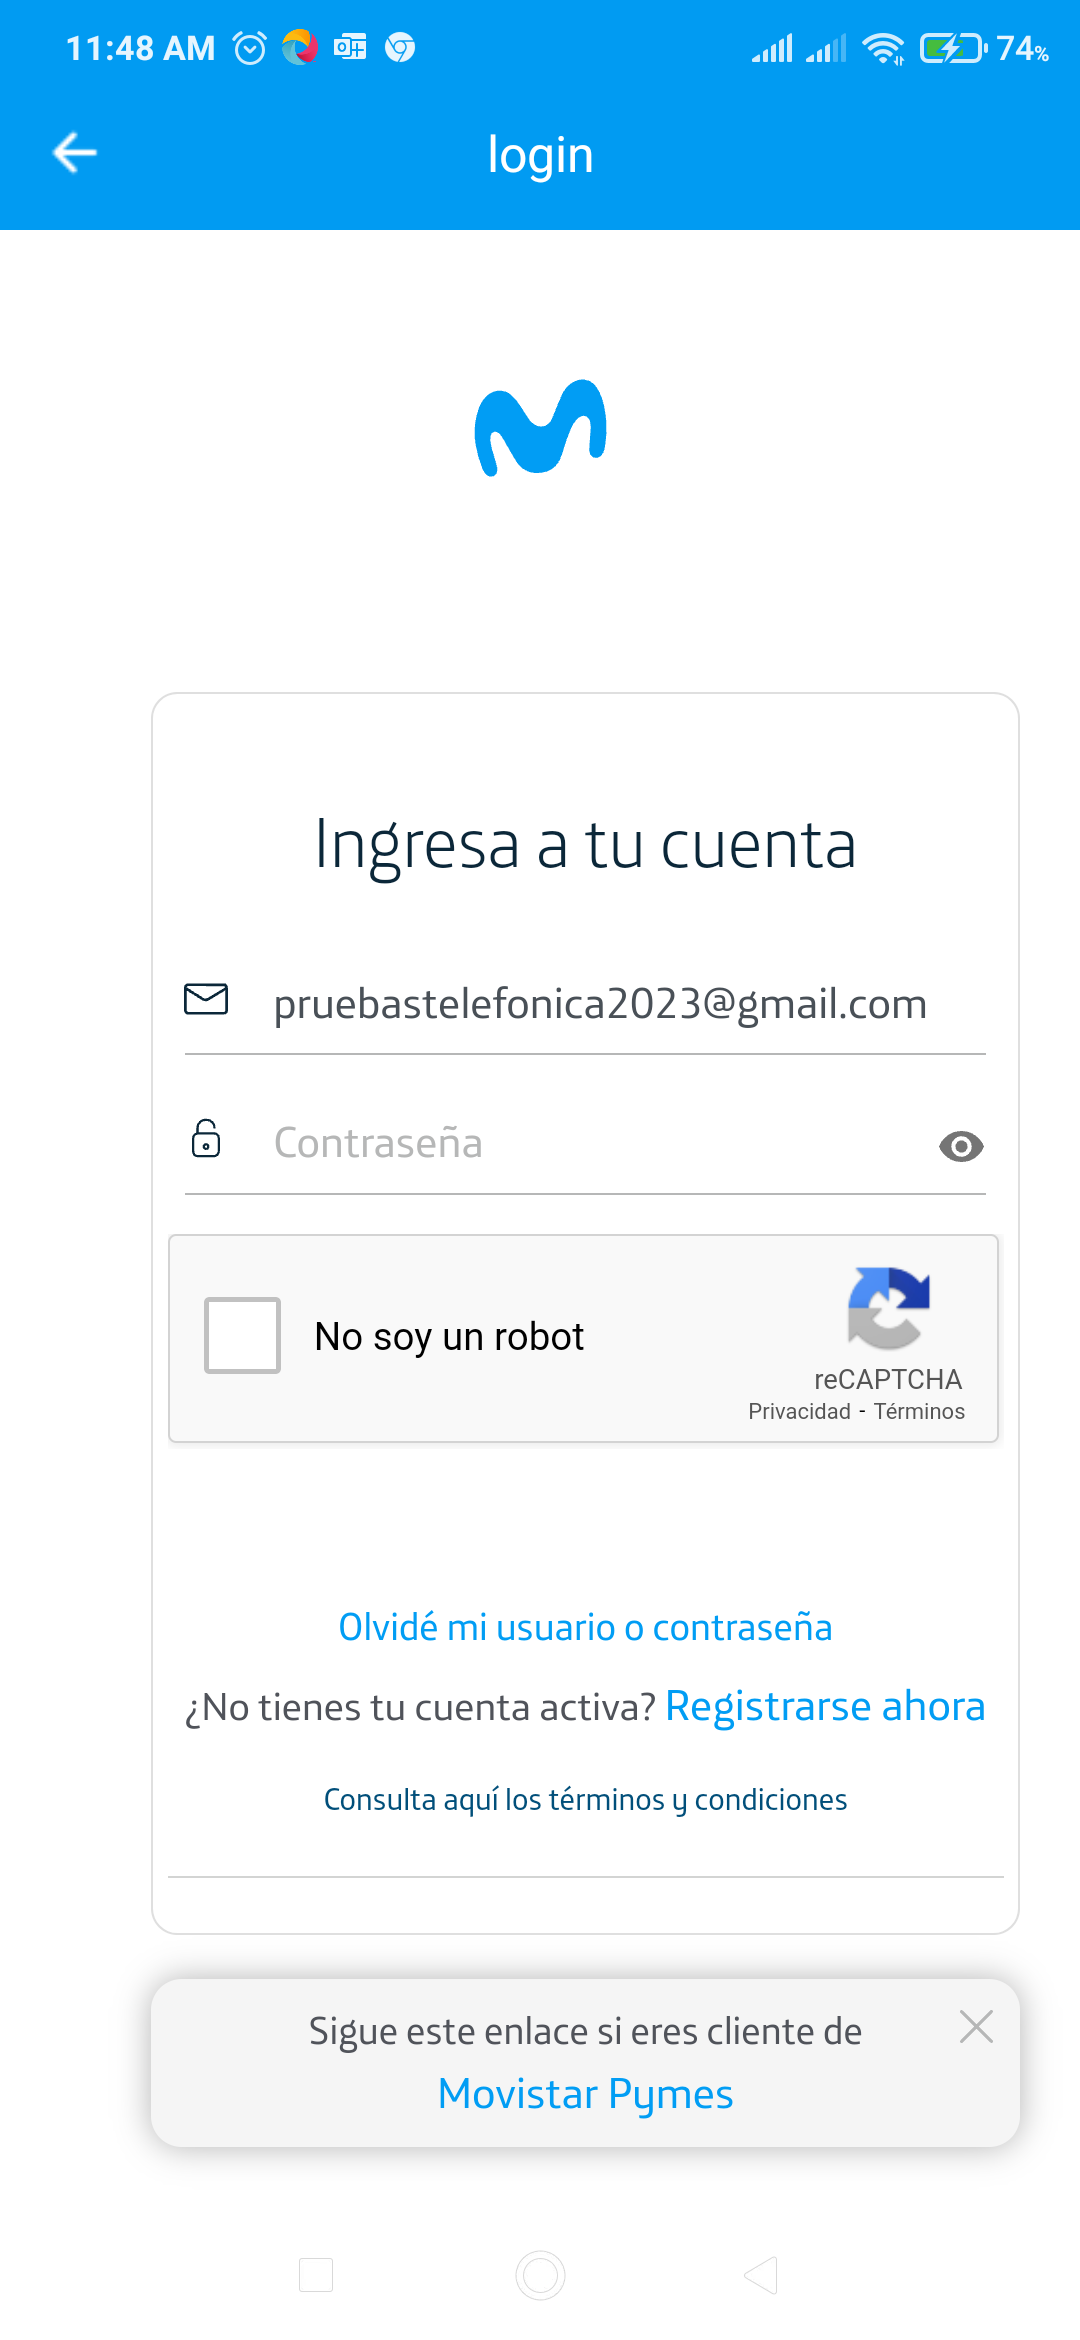 11:48 AM
74%
login
Ingresa a tu cuenta
pruebastelefonica2023@gmail.com
Contraseña
No soy un robot
reCAPTCHA
Privacidad - Términos
Olvidé mi usuario o contraseña
¿No tienes tu cuenta activa? Registrarse ahora
Consulta aquí los términos y condiciones
Sigue este enlace si eres cliente de
Movistar Pymes